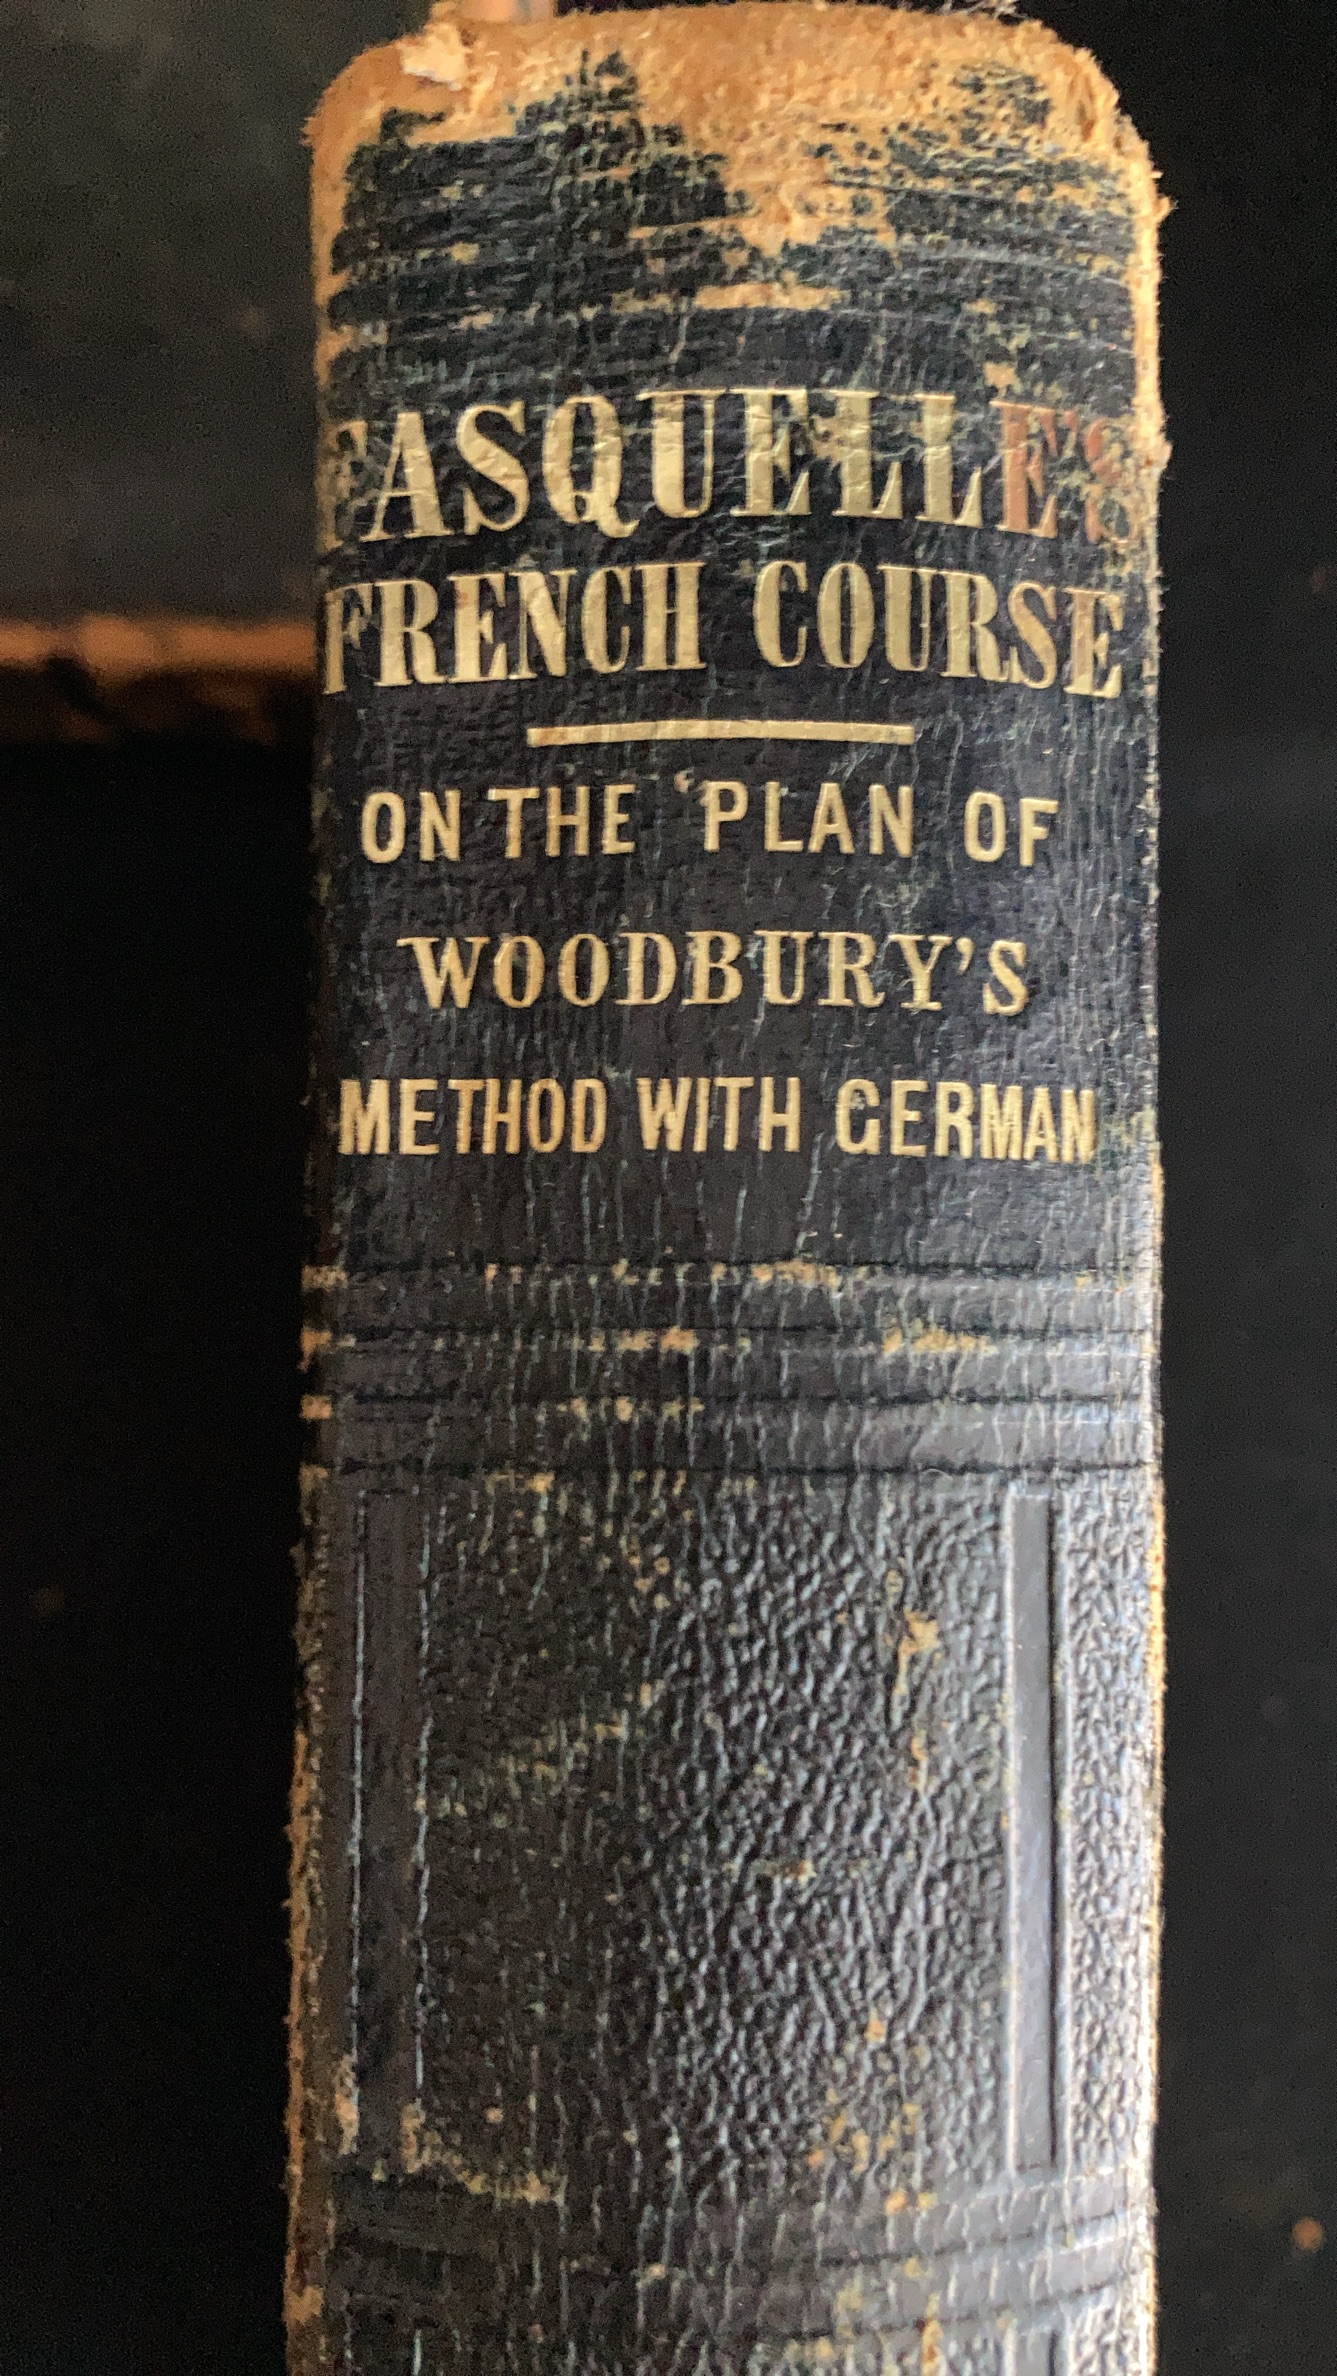 FASQUELLE'S
FRENCH COURSE
ON THE PLAN OF
WOODBURY'S
METHOD WITH GERMAN